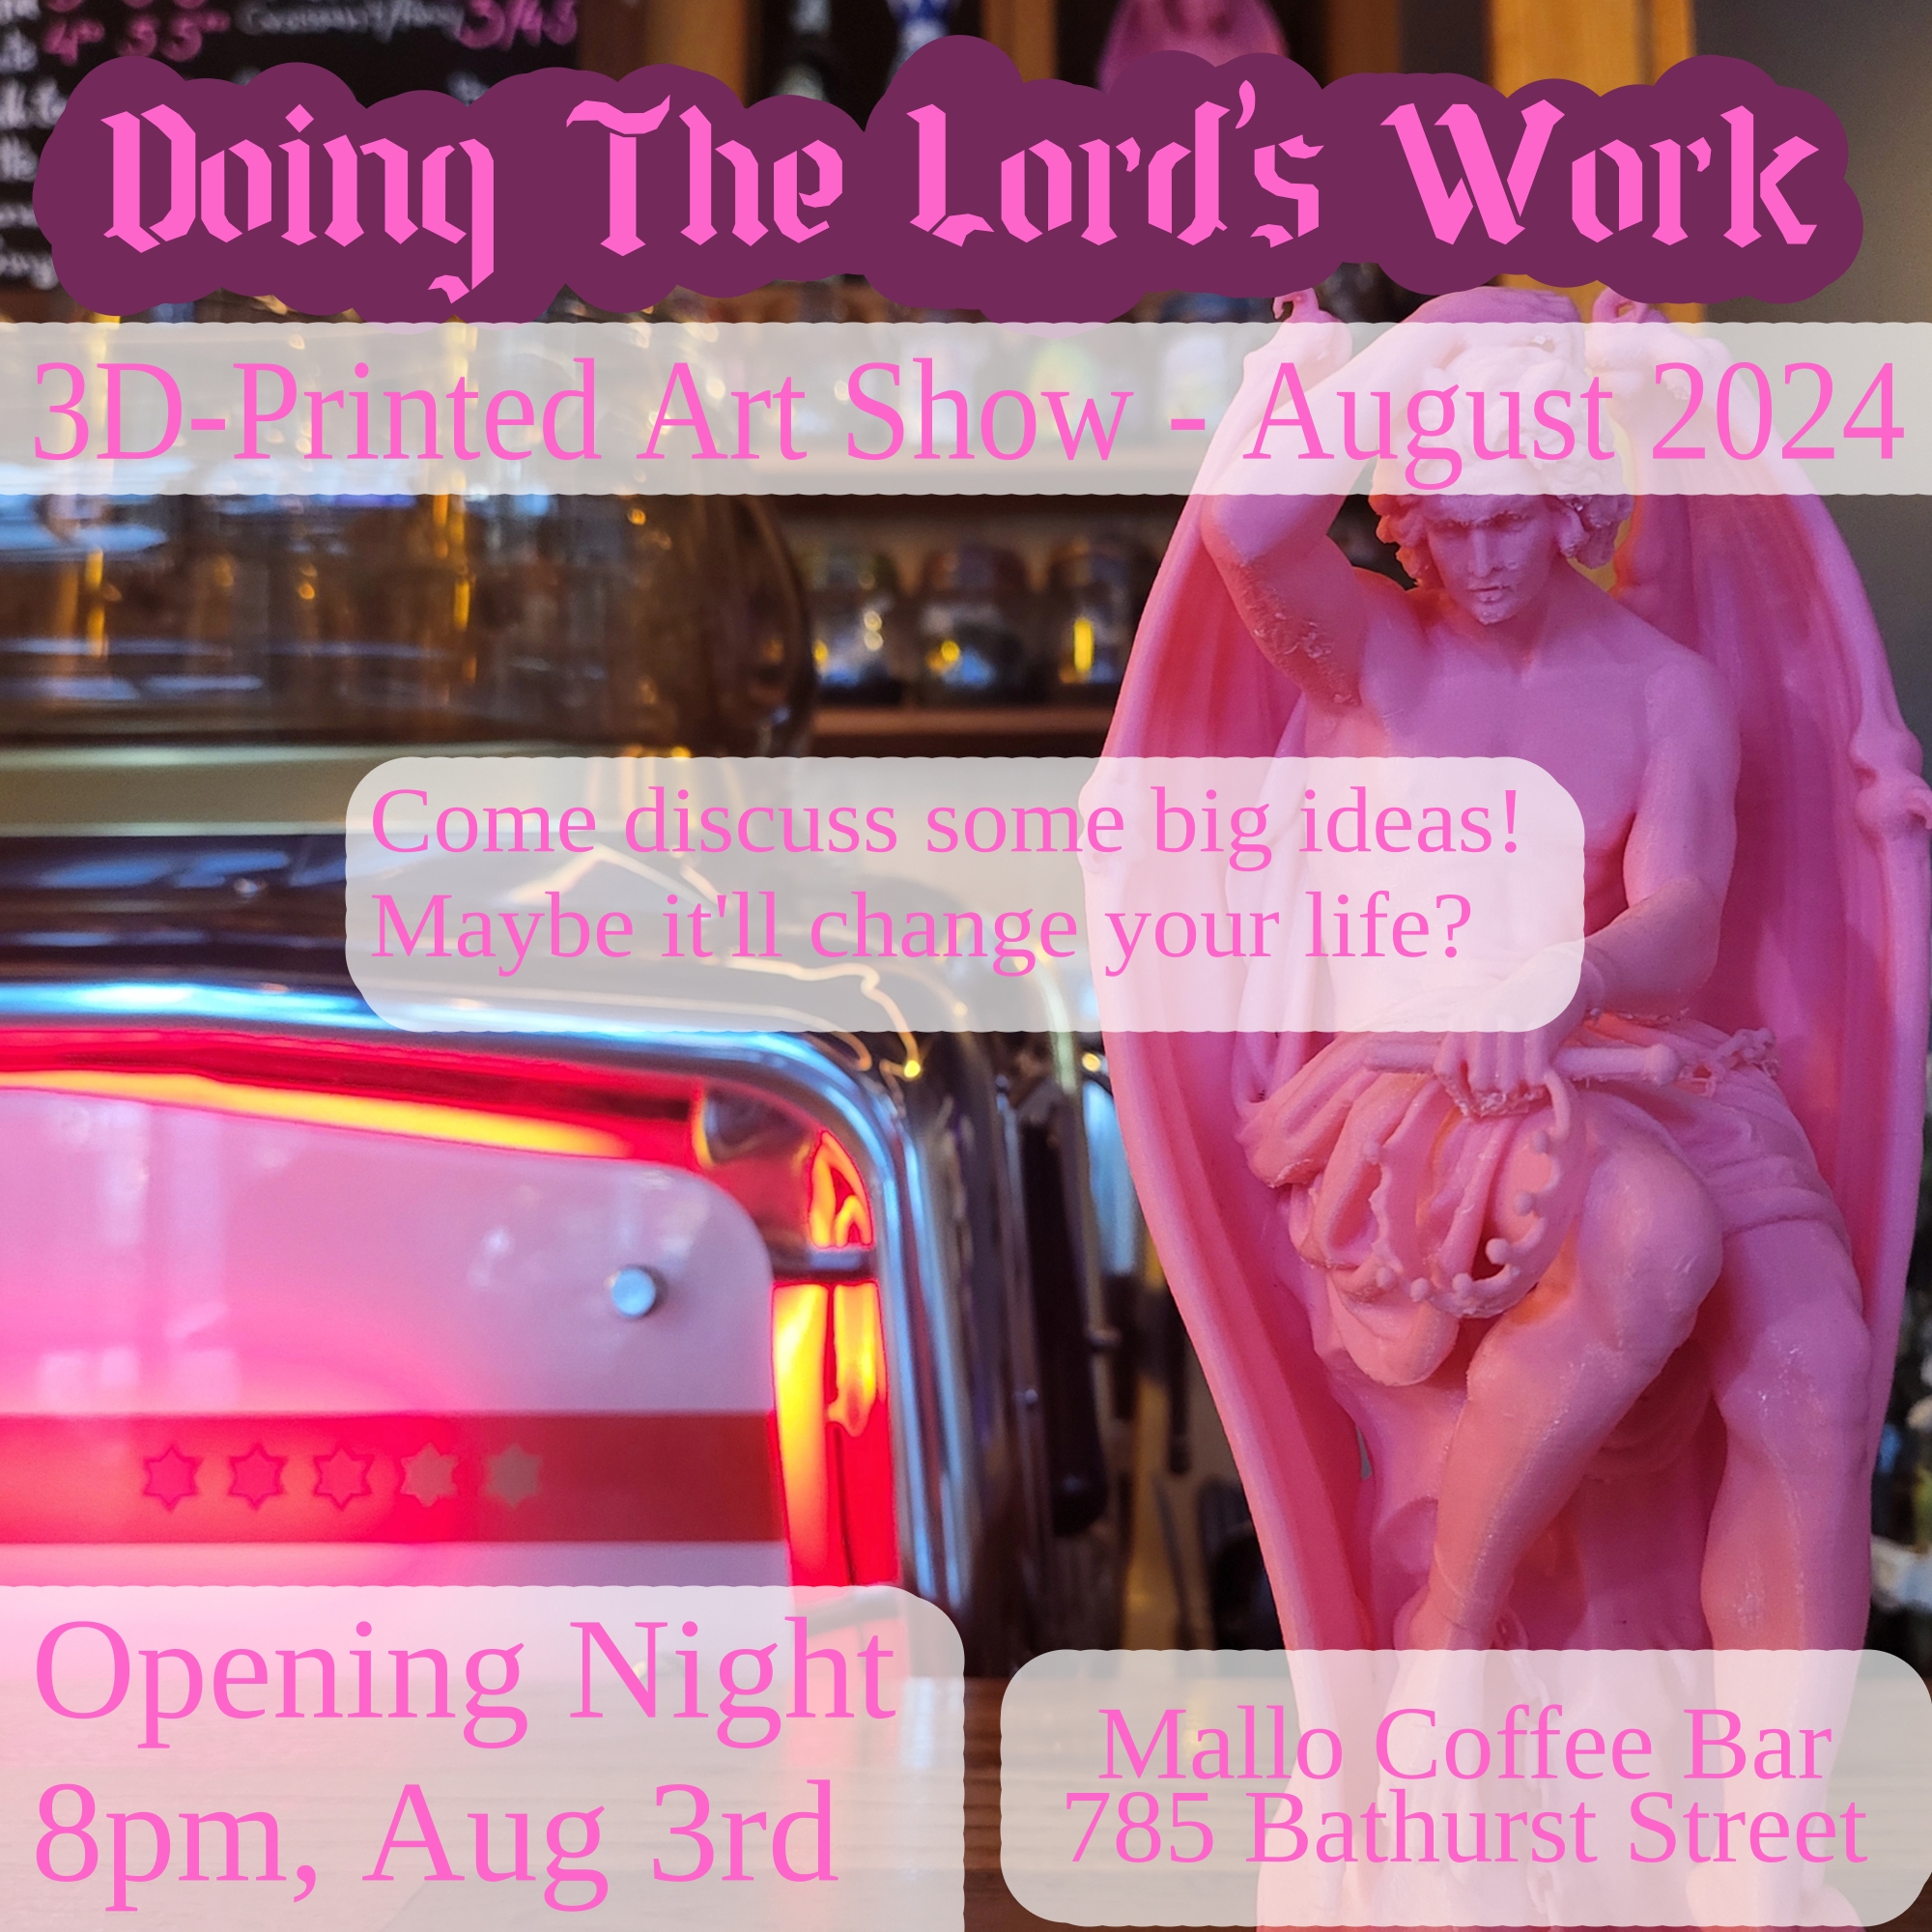 Doing The Lord's Work
3D-Printed Art Show - August 2024
Come discuss some big ideas!
Maybe it'll change your life?
Opening Night
8pm, Aug 3rd
Mallo Coffee Bar
785 Bathurst Street